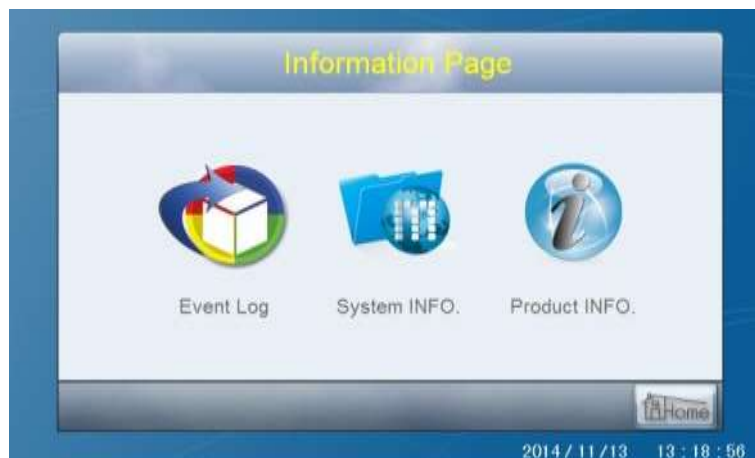 Information Page
Event Log System INFO. Product INFO.
Home
2014/11/13 13:18:56